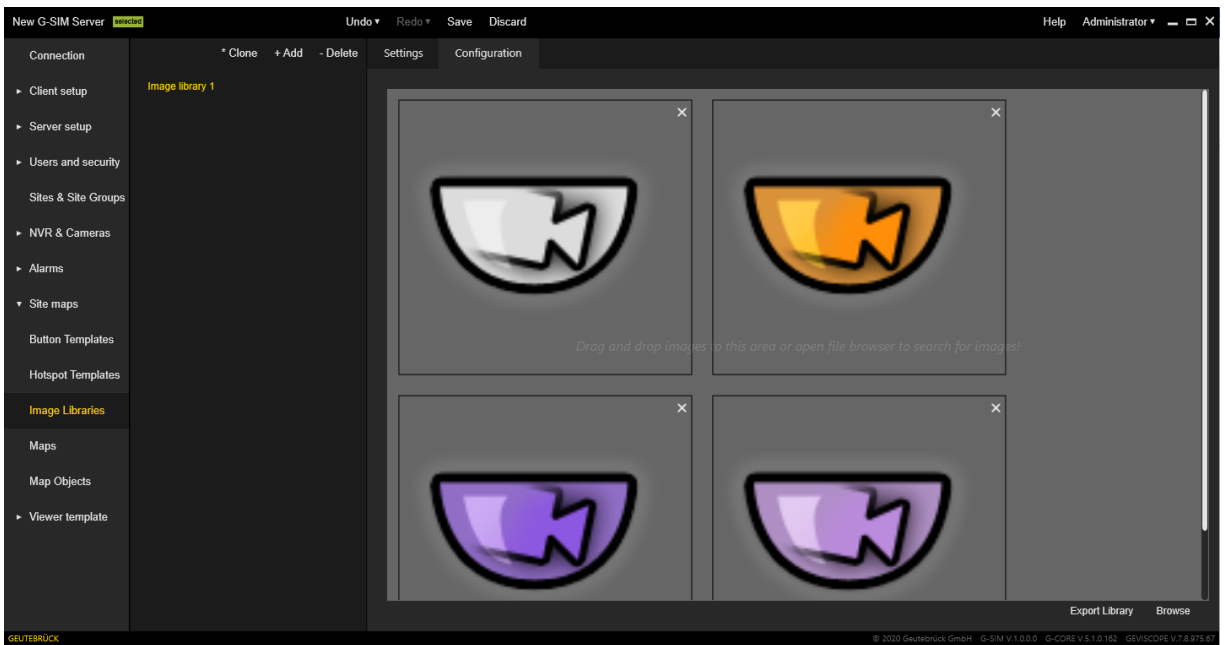 New G-SIM Server selected Undo ▾ Redo ▾ Save Discard Help Administrator ▾
Connection * Clone + Add - Delete Settings Configuration
Client setup Image library 1
Server setup
Users and security
Sites & Site Groups
NVR & Cameras
Alarms
Site maps
Button Templates
Drag and drop images to this area or open file browser to search for images!
Hotspot Templates
Image Libraries
Maps
Map Objects
Viewer template
Export Library Browse
GEUTEBRÜCK © 2020 Geutebrück GmbH G-SIM V.1.0.0.0 G-CORE V.5.1.0.162 GEVISCOPE V.7.8.975.67